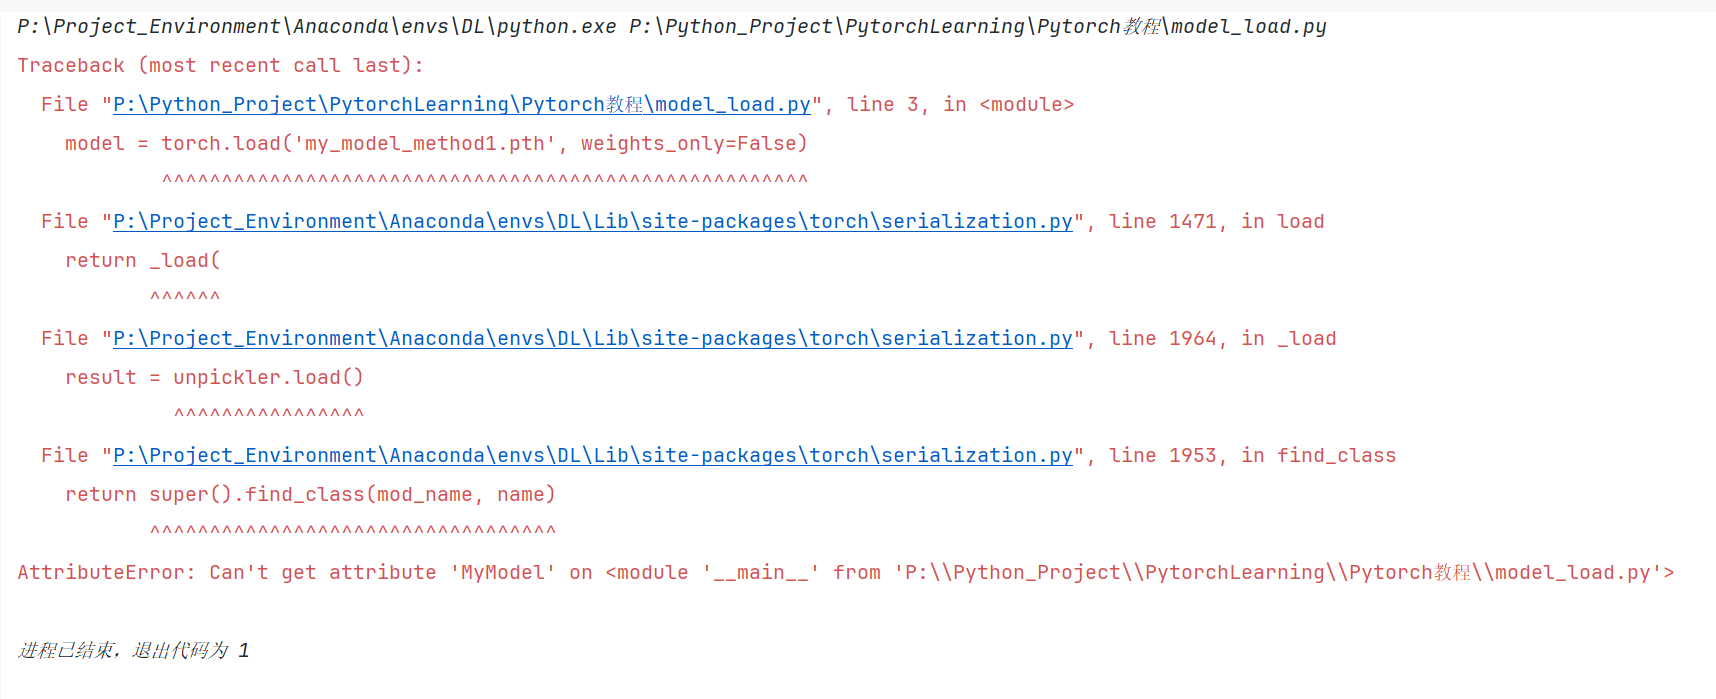 P:\Project_Environment\Anaconda\envs\DL\python.exe P:\Python_Project\PytorchLearning\Pytorch教程\model_load.py
Traceback (most recent call last):
  File "P:\Python_Project\PytorchLearning\Pytorch教程\model_load.py", line 3, in <module>
    model = torch.load('my_model_method1.pth', weights_only=False)
            ^^^^^^^^^^^^^^^^^^^^^^^^^^^^^^^^^^^^^^^^^^^^^^^^^^^^^^
  File "P:\Project_Environment\Anaconda\envs\DL\Lib\site-packages\torch\serialization.py", line 1471, in load
    return _load(
           ^^^^^^
  File "P:\Project_Environment\Anaconda\envs\DL\Lib\site-packages\torch\serialization.py", line 1964, in _load
    result = unpickler.load()
             ^^^^^^^^^^^^^^^^
  File "P:\Project_Environment\Anaconda\envs\DL\Lib\site-packages\torch\serialization.py", line 1953, in find_class
    return super().find_class(mod_name, name)
           ^^^^^^^^^^^^^^^^^^^^^^^^^^^^^^^^^^
AttributeError: Can't get attribute 'MyModel' on <module '__main__' from 'P:\\Python_Project\\PytorchLearning\\Pytorch教程\\model_load.py'>
进程已结束，退出代码为 1